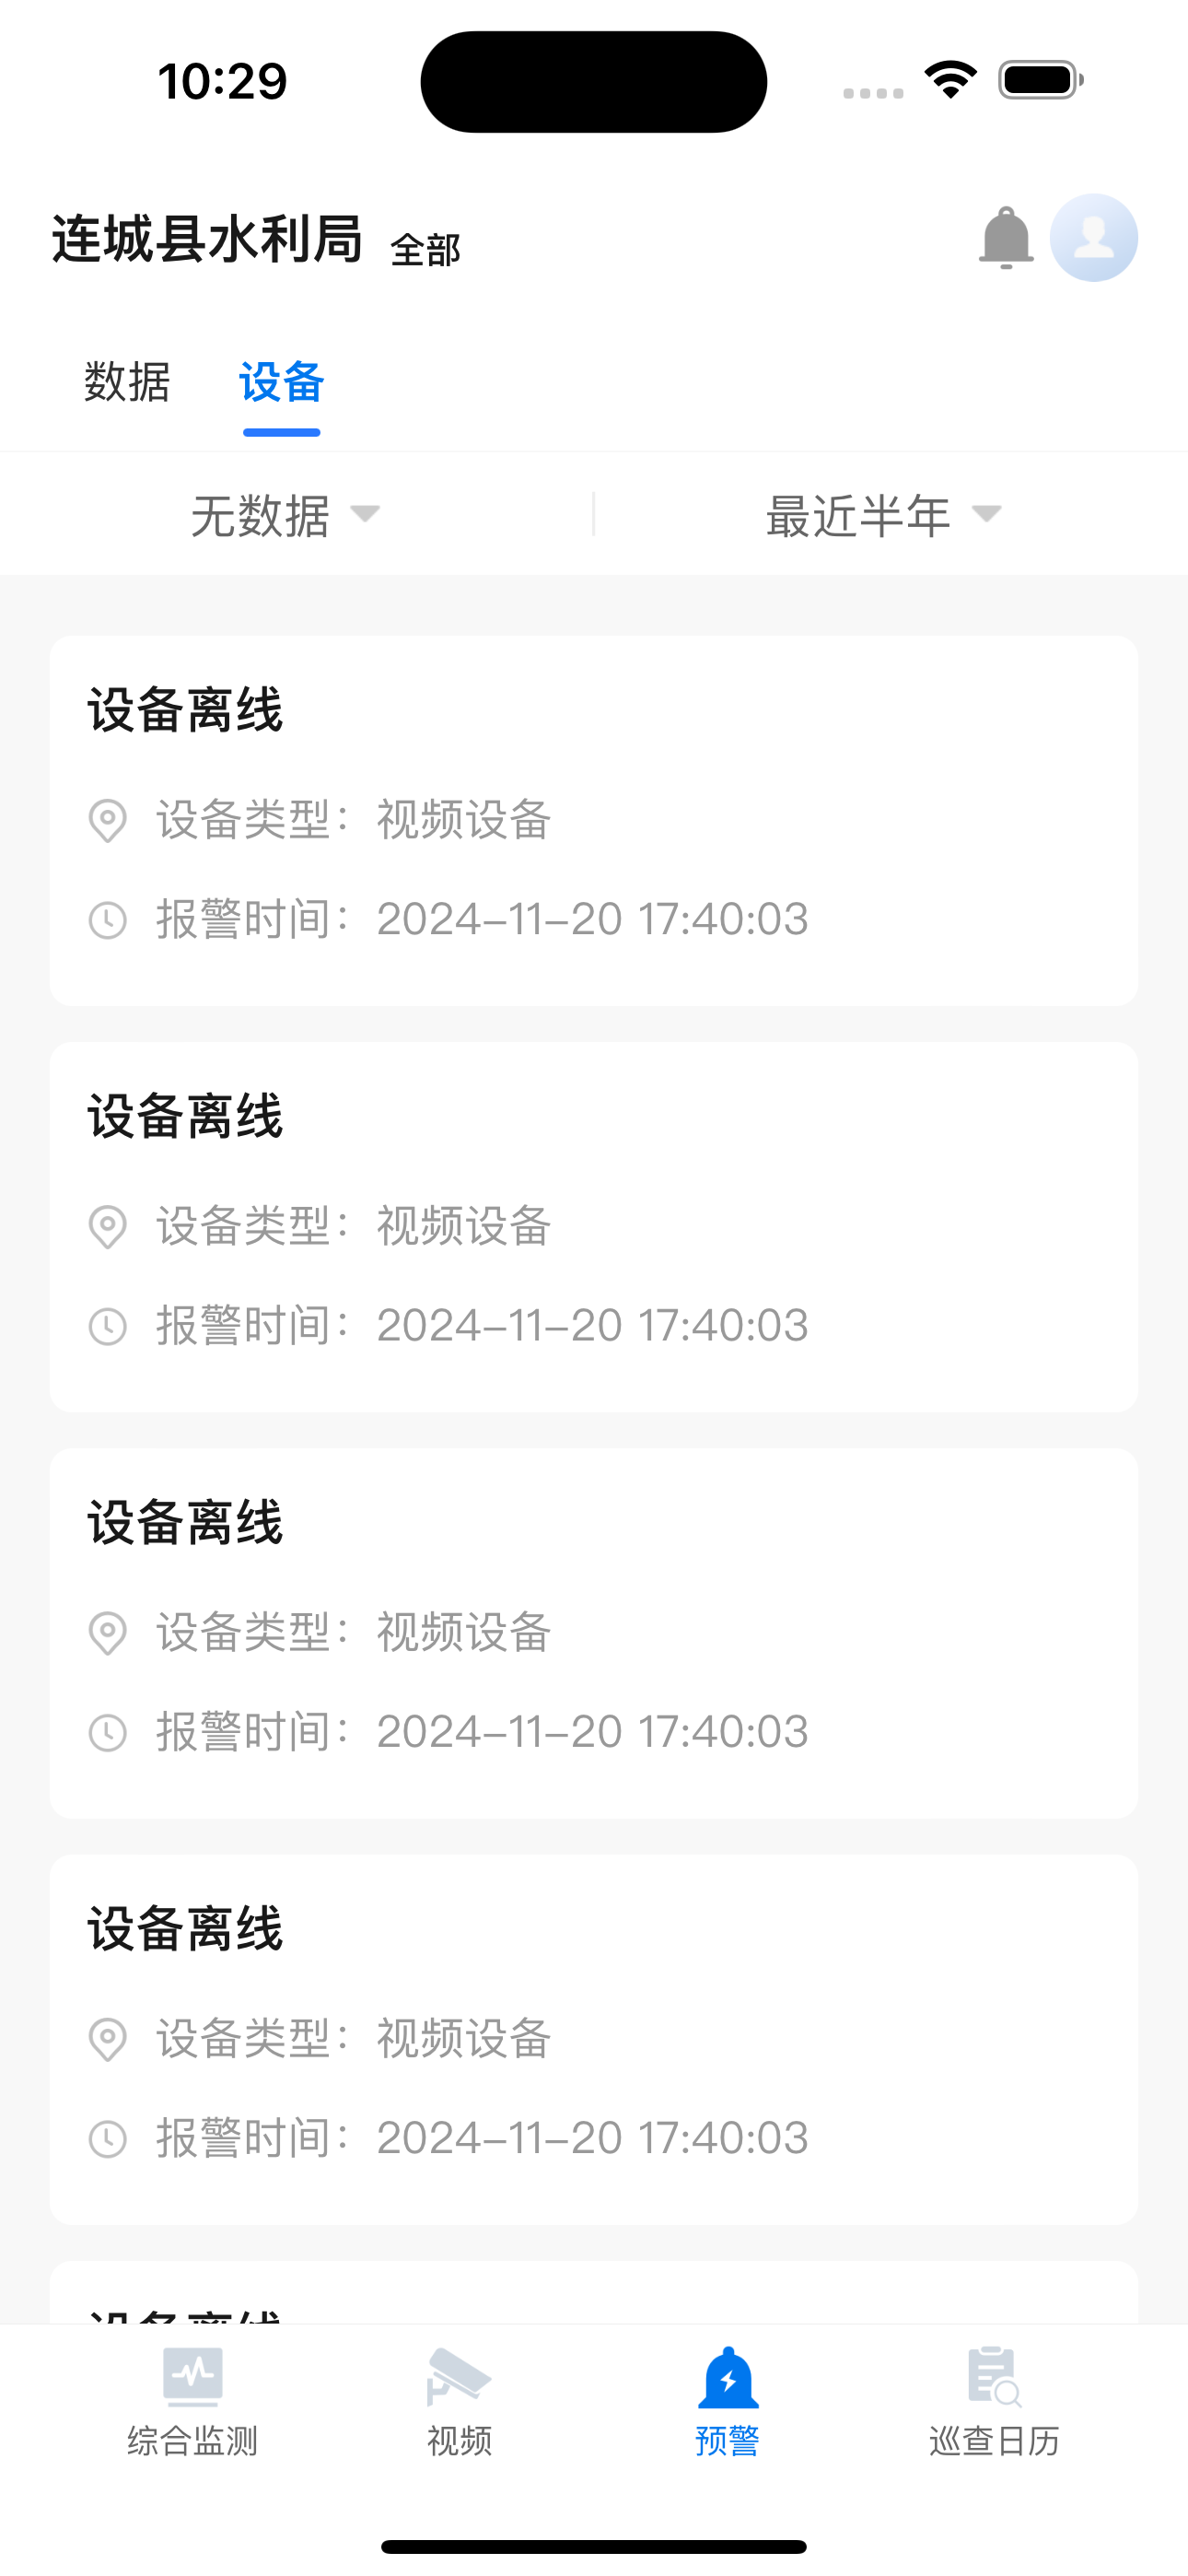 10:29
连城县水利局 全部
数据 设备
无数据 最近半年
设备离线
设备类型：视频设备
报警时间：2024-11-20 17:40:03
设备离线
设备类型：视频设备
报警时间：2024-11-20 17:40:03
设备离线
设备类型：视频设备
报警时间：2024-11-20 17:40:03
设备离线
设备类型：视频设备
报警时间：2024-11-20 17:40:03
设备离线
综合监测 视频 预警 巡查日历